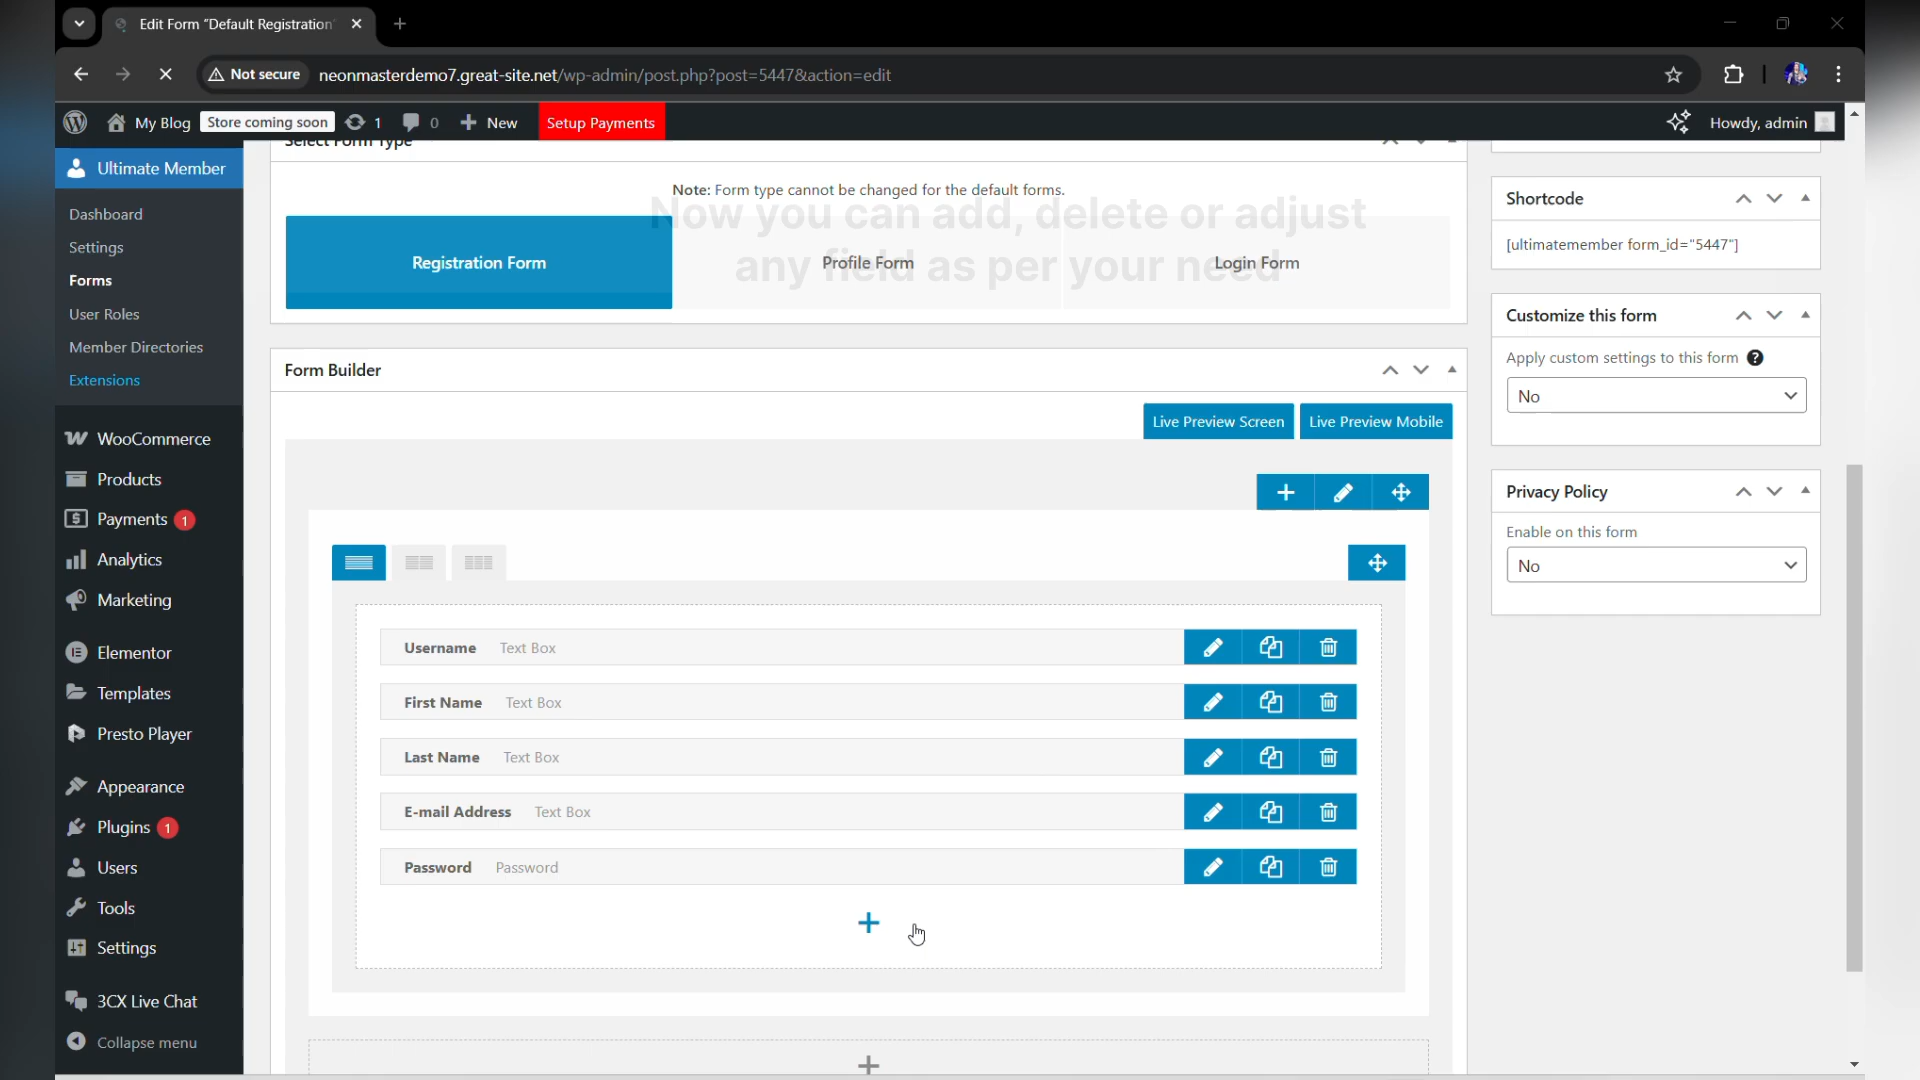 Edit Form "Default Registration"
Not secure
neonmasterdemo7.great-site.net/wp-admin/post.php?post=5447&action=edit
My Blog
Store coming soon
1
0
New
Setup Payments
Howdy, admin
Ultimate Member
Dashboard
Settings
Forms
User Roles
Member Directories
Extensions
WooCommerce
Products
Payments 1
Analytics
Marketing
Elementor
Templates
Presto Player
Appearance
Plugins 1
Users
Tools
Settings
3CX Live Chat
Collapse menu
Select Form Type
Note: Form type cannot be changed for the default forms.
Now you can add, delete or adjust
any field as per your need
Registration Form
Profile Form
Login Form
Form Builder
Live Preview Screen
Live Preview Mobile
Username Text Box
First Name Text Box
Last Name Text Box
E-mail Address Text Box
Password Password
Shortcode
[ultimatemember form_id="5447"]
Customize this form
Apply custom settings to this form
No
Privacy Policy
Enable on this form
No